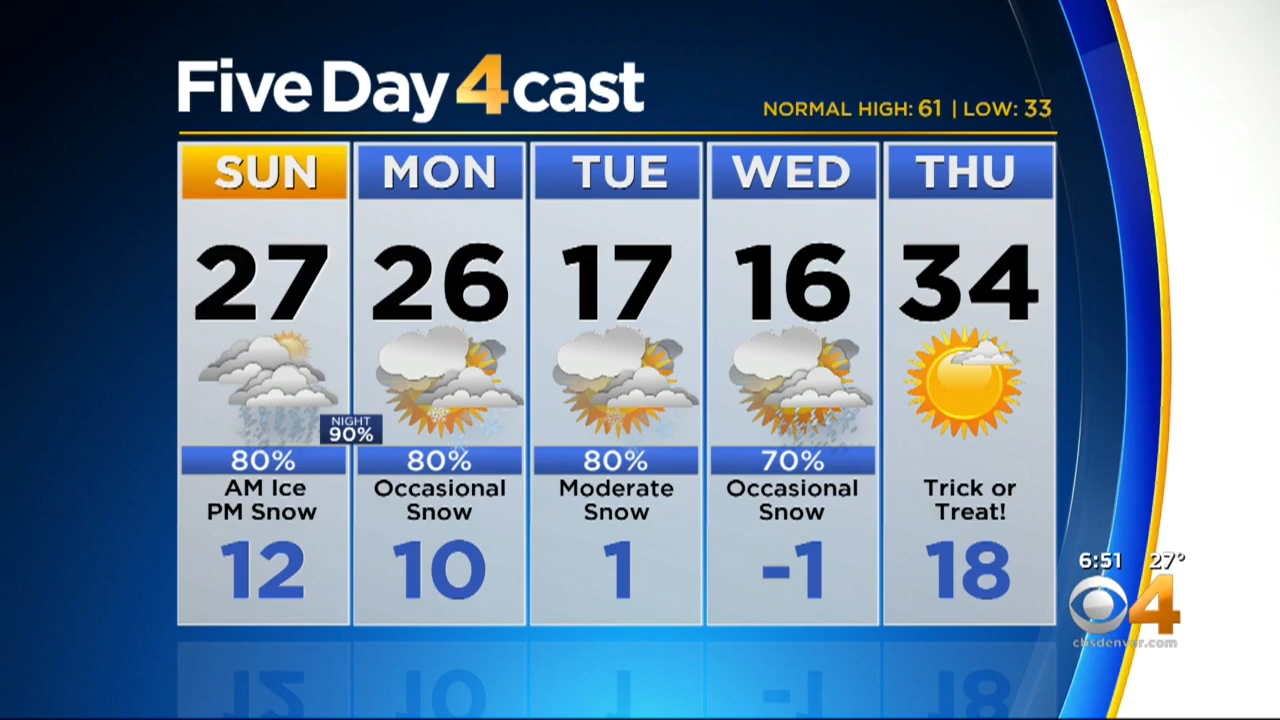 Five Day 4cast
NORMAL HIGH: 61 | LOW: 33
SUN MON TUE WED THU
27 26 17 16 34
NIGHT
90%
80% 80% 80% 70%
AM Ice Occasional Moderate Occasional Trick or
PM Snow Snow Snow Snow Treat!
12 10 1 -1 18
6:51 27°
4
cbsdenver.com